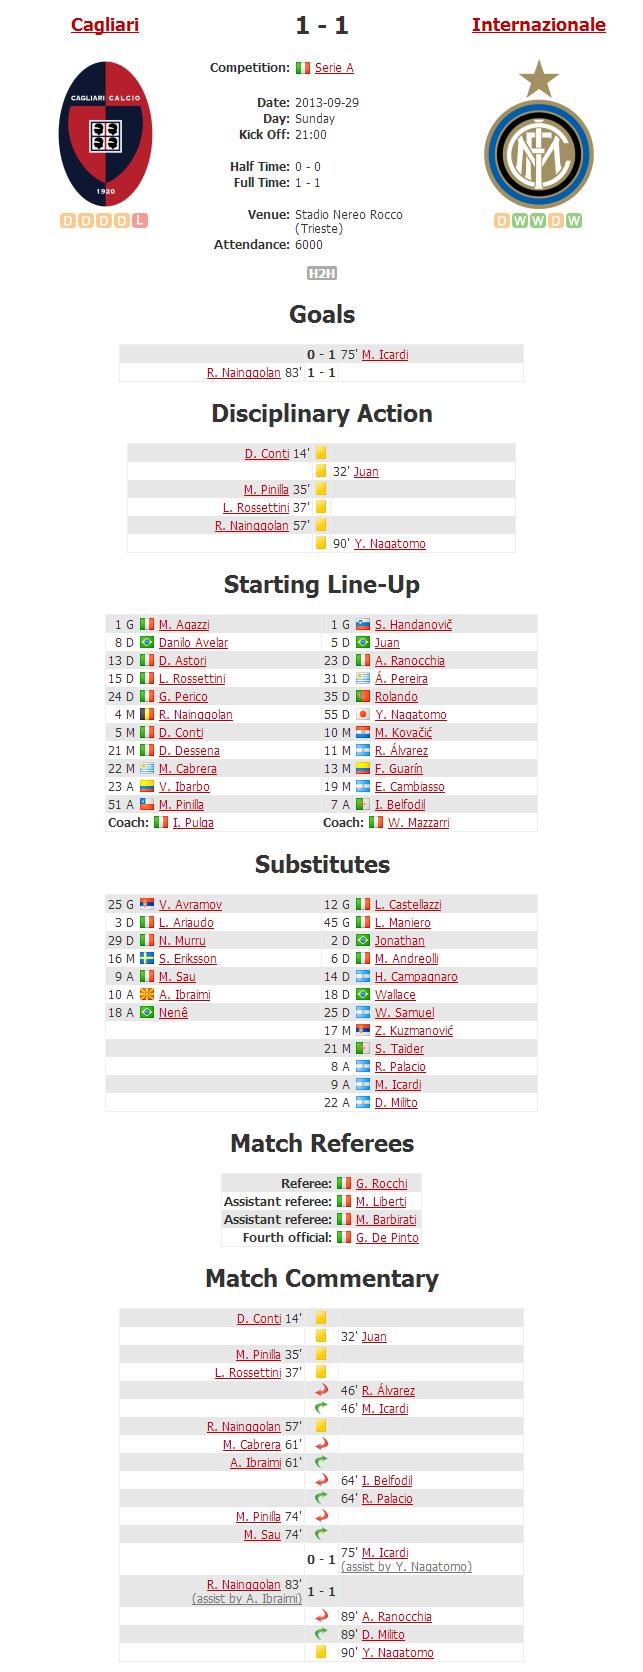 Cagliari 1 - 1 Internazionale
CAGLIARI CALCIO
1920
Competition: Serie A
Date: 2013-09-29
Day: Sunday
Kick Off: 21:00
Half Time: 0 - 0
Full Time: 1 - 1
Venue: Stadio Nereo Rocco
(Trieste)
Attendance: 6000
D D D D L D W W D W
H2H
Goals
0 - 1 75' M. Icardi
R. Nainggolan 83' 1 - 1
Disciplinary Action
D. Conti 14'
32' Juan
M. Pinilla 35'
L. Rossettini 37'
R. Nainggolan 57'
90' Y. Nagatomo
Starting Line-Up
1 G M. Agazzi 1 G S. Handanovič
8 D Danilo Avelar 5 D Juan
13 D D. Astori 23 D A. Ranocchia
15 D L. Rossettini 31 D Á. Pereira
24 D G. Perico 35 D Rolando
4 M R. Nainggolan 55 D Y. Nagatomo
5 M D. Conti 10 M M. Kovačić
21 M D. Dessena 11 M R. Álvarez
22 M M. Cabrera 13 M F. Guarín
23 A V. Ibarbo 19 M E. Cambiasso
51 A M. Pinilla 7 A I. Belfodil
Coach: I. Pulga Coach: W. Mazzarri
Substitutes
25 G V. Avramov 12 G L. Castellazzi
3 D L. Ariaudo 45 G L. Maniero
29 D N. Murru 2 D Jonathan
16 M S. Eriksson 6 D M. Andreolli
9 A M. Sau 14 D H. Campagnaro
10 A A. Ibraimi 18 D Wallace
18 A Nenê 25 D W. Samuel
17 M Z. Kuzmanović
21 M S. Taïder
8 A R. Palacio
9 A M. Icardi
22 A D. Milito
Match Referees
Referee: G. Rocchi
Assistant referee: M. Liberti
Assistant referee: M. Barbirati
Fourth official: G. De Pinto
Match Commentary
D. Conti 14'
32' Juan
M. Pinilla 35'
L. Rossettini 37'
46' R. Álvarez
46' M. Icardi
R. Nainggolan 57'
M. Cabrera 61'
A. Ibraimi 61'
64' I. Belfodil
64' R. Palacio
M. Pinilla 74'
M. Sau 74'
0 - 1 75' M. Icardi
(assist by Y. Nagatomo)
R. Nainggolan 83' 1 - 1
(assist by A. Ibraimi)
89' A. Ranocchia
89' D. Milito
90' Y. Nagatomo